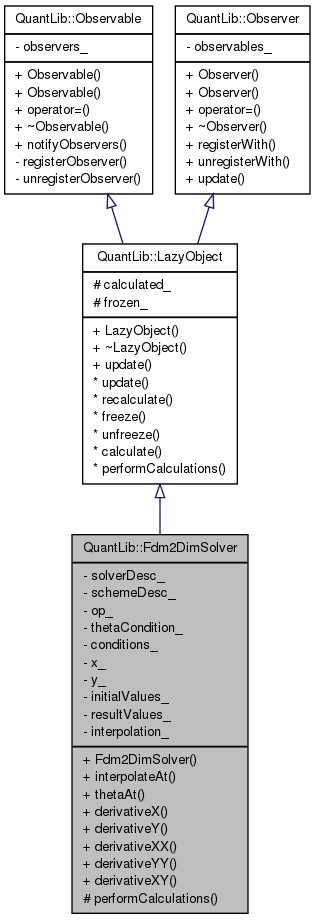 QuantLib::Observable
- observers_
+ Observable()
+ Observable()
+ operator=()
+ ~Observable()
+ notifyObservers()
- registerObserver()
- unregisterObserver()
QuantLib::Observer
- observables_
+ Observer()
+ Observer()
+ operator=()
+ ~Observer()
+ registerWith()
+ unregisterWith()
+ update()
QuantLib::LazyObject
# calculated_
# frozen_
+ LazyObject()
+ ~LazyObject()
+ update()
* update()
* recalculate()
* freeze()
* unfreeze()
* calculate()
* performCalculations()
QuantLib::Fdm2DimSolver
- solverDesc_
- schemeDesc_
- op_
- thetaCondition_
- conditions_
- x_
- y_
- initialValues_
- resultValues_
- interpolation_
+ Fdm2DimSolver()
+ interpolateAt()
+ thetaAt()
+ derivativeX()
+ derivativeY()
+ derivativeXX()
+ derivativeYY()
+ derivativeXY()
# performCalculations()